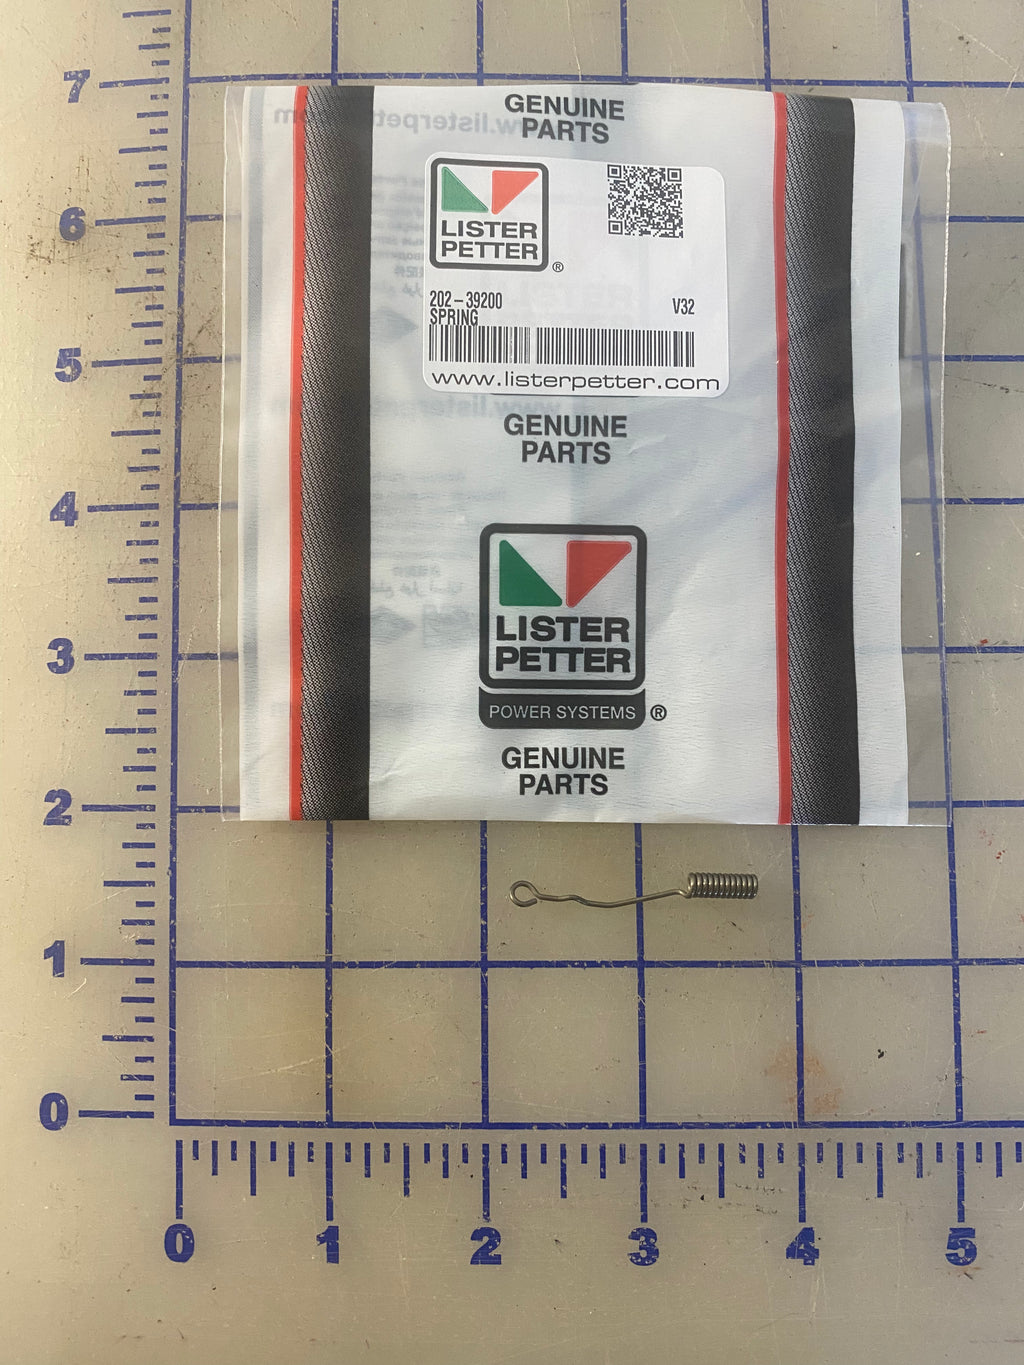 7
GENUINE
PARTS
LISTER
PETTER
®
6
202-39200
V32
SPRING
5
www.listerpetter.com
GENUINE
PARTS
4
LISTER
PETTER
3
POWER SYSTEMS ®
GENUINE
PARTS
2
1
0
0 1 2 3 4 5